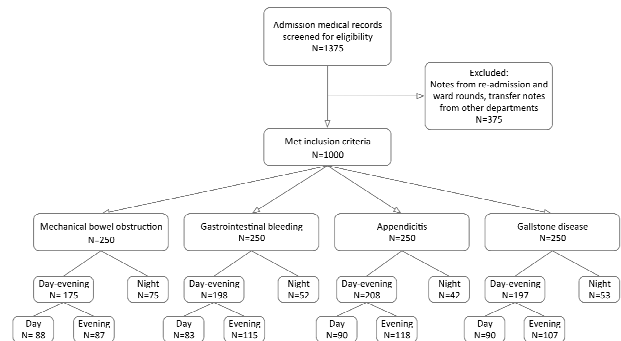 Admission medical records
screened for eligibility
N=1375
Excluded:
Notes from re-admission and
ward rounds, transfer notes
from other departments
N=375
Met inclusion criteria
N=1000
Mechanical bowel obstruction
N=250
Gastrointestinal bleeding
N=250
Appendicitis
N=250
Gallstone disease
N=250
Day-evening
N= 175
Night
N=75
Day-evening
N=198
Night
N=52
Day-evening
N=208
Night
N=42
Day-evening
N=197
Night
N=53
Day
N= 88
Evening
N=87
Day
N=83
Evening
N=115
Day
N=90
Evening
N=118
Day
N=90
Evening
N=107